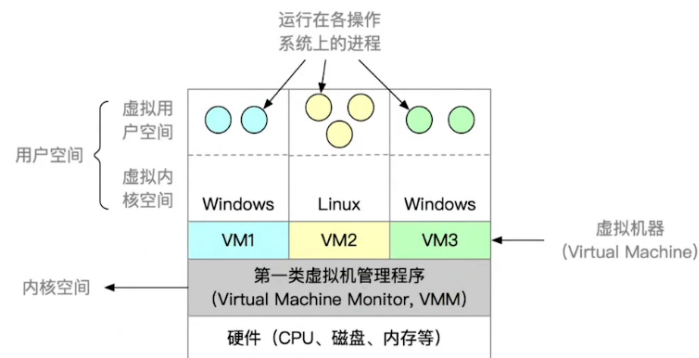 运行在各操作
系统上的进程
用户空间
虚拟用
户空间
虚拟内
核空间
Windows
Linux
Windows
VM1
VM2
VM3
虚拟机器
(Virtual Machine)
内核空间
第一类虚拟机管理程序
(Virtual Machine Monitor, VMM)
硬件(CPU、磁盘、内存等)